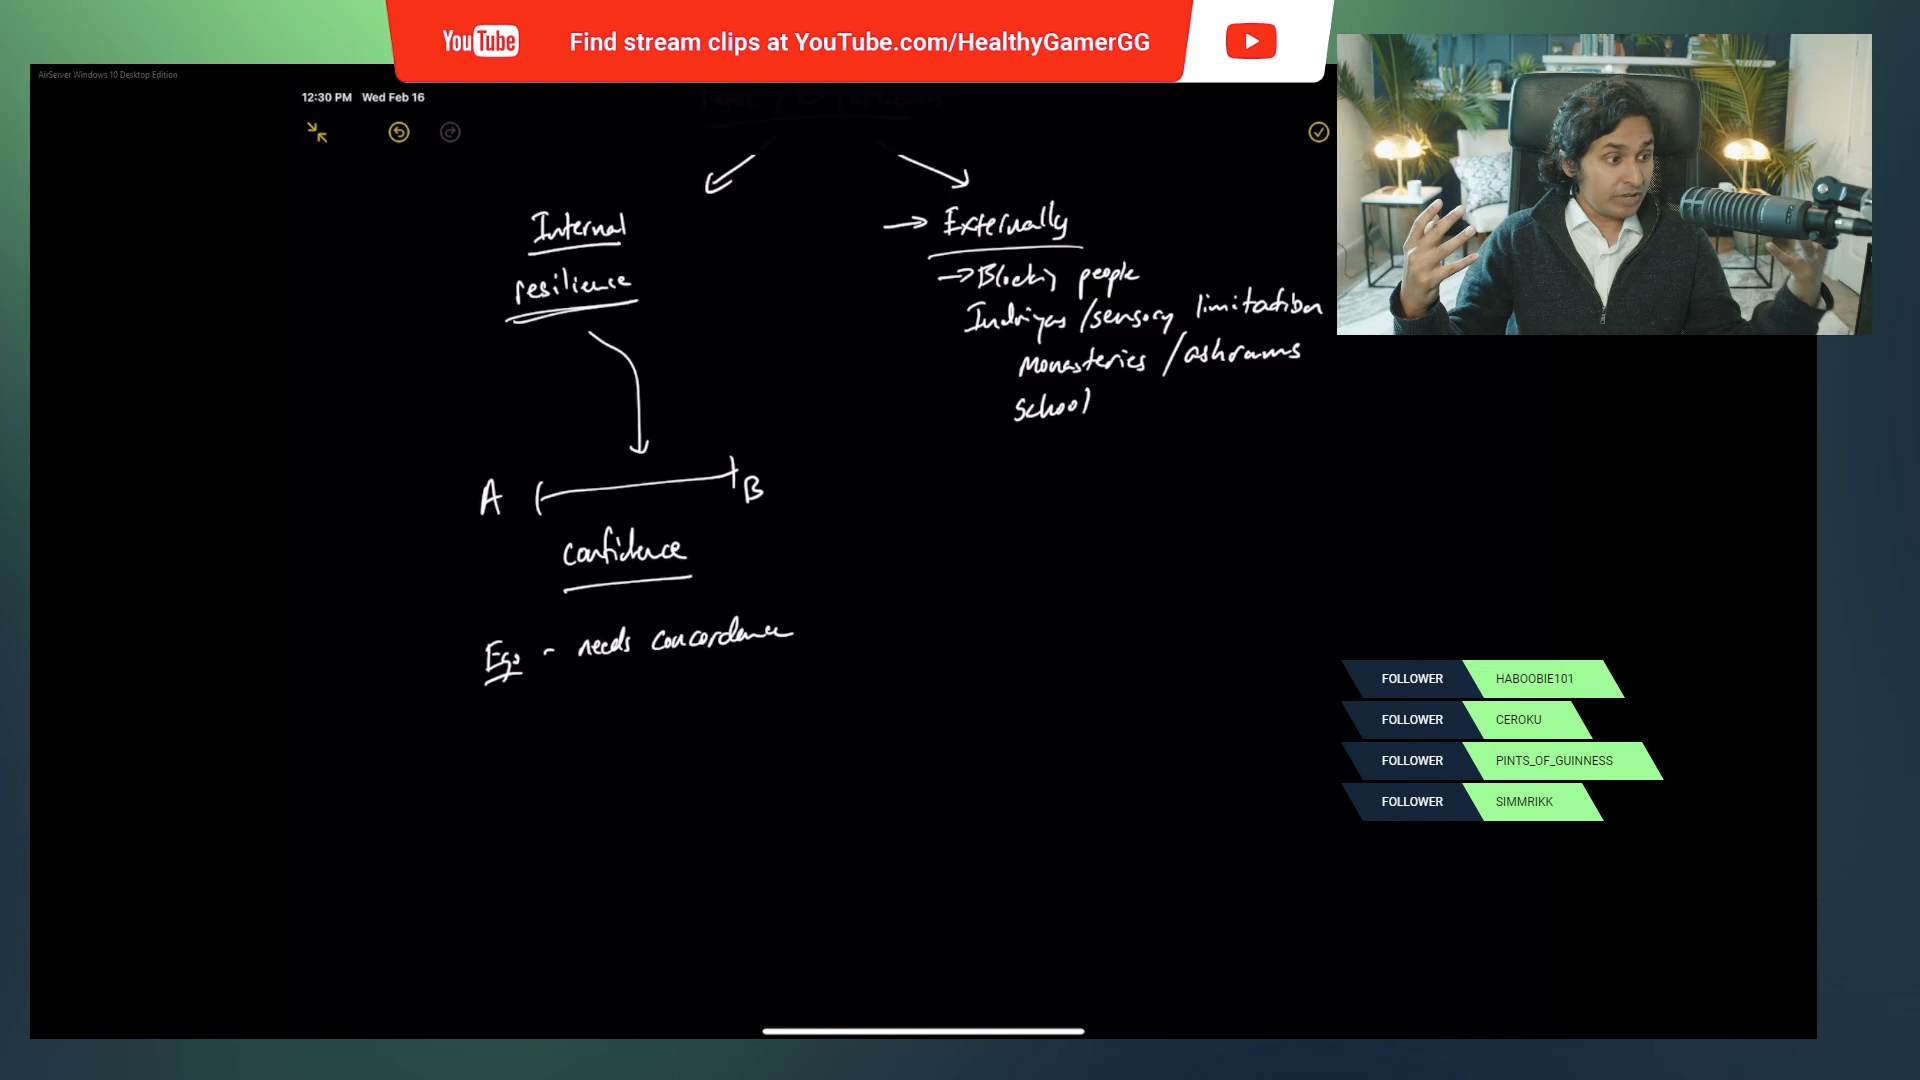 YouTube
Find stream clips at YouTube.com/HealthyGamerGG
AirServer Windows 10 Desktop Edition
12:30 PM Wed Feb 16
Internal
resilience
→ Externally
→ Blocking people
Indriyas / sensory limitation
Monasteries / ashrams
School
A B
confidence
Ego - needs concordance
FOLLOWER HABOOBIE101
FOLLOWER CEROKU
FOLLOWER PINTS_OF_GUINNESS
FOLLOWER SIMMRIKK